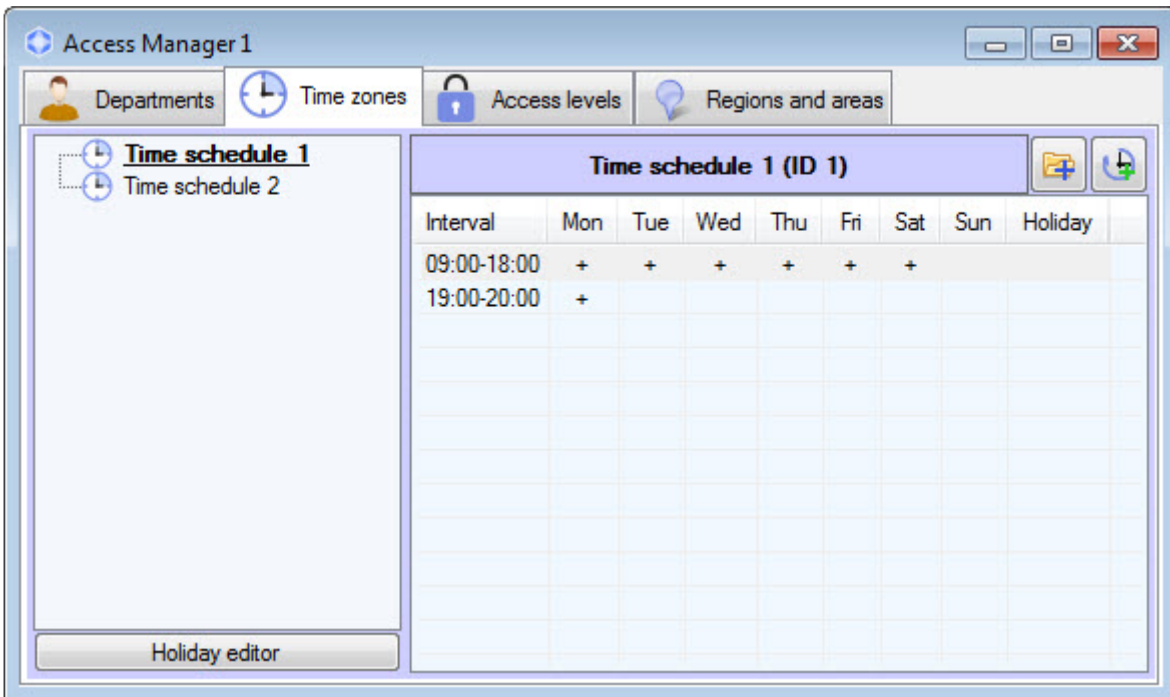 Access Manager 1
Departments Time zones Access levels Regions and areas
Time schedule 1
Time schedule 2
Time schedule 1 (ID 1)
Interval Mon Tue Wed Thu Fri Sat Sun Holiday
09:00-18:00 + + + + + +
19:00-20:00 +
Holiday editor